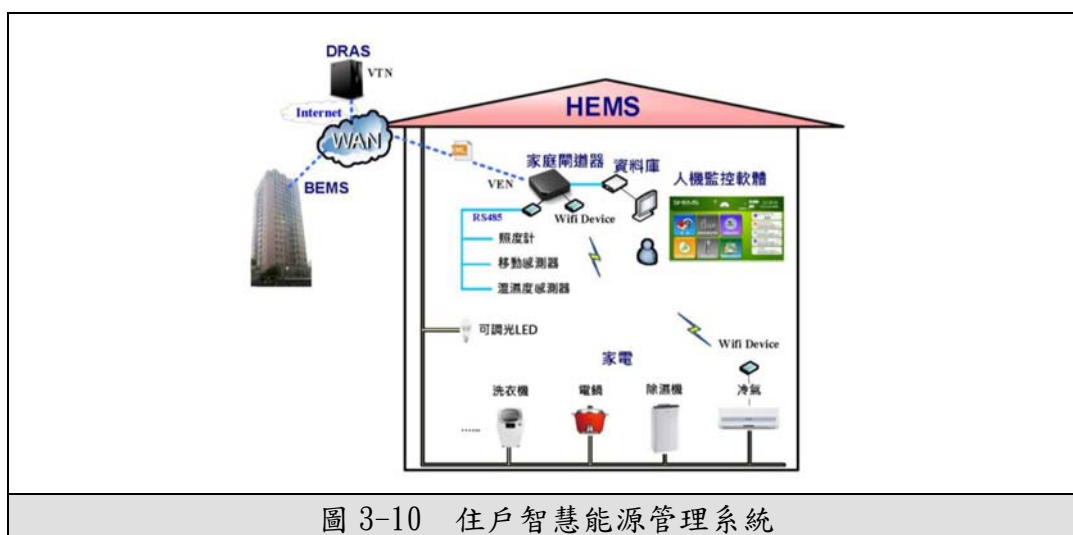 DRAS
VTN
Internet
WAN
BEMS
HEMS
家庭閘道器
資料庫
人機監控軟體
VEN
RS485
Wifi Device
照度計
移動感測器
溫濕度感測器
可調光LED
Wifi Device
家電
洗衣機
電鍋
除濕機
冷氣
......
圖 3-10 住戶智慧能源管理系統